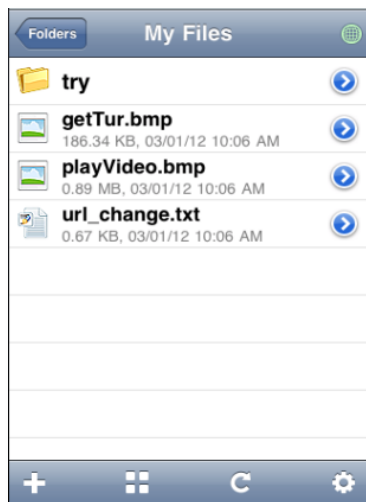 Folders
My Files
try
getTur.bmp
186.34 KB, 03/01/12 10:06 AM
playVideo.bmp
0.89 MB, 03/01/12 10:06 AM
url_change.txt
0.67 KB, 03/01/12 10:06 AM